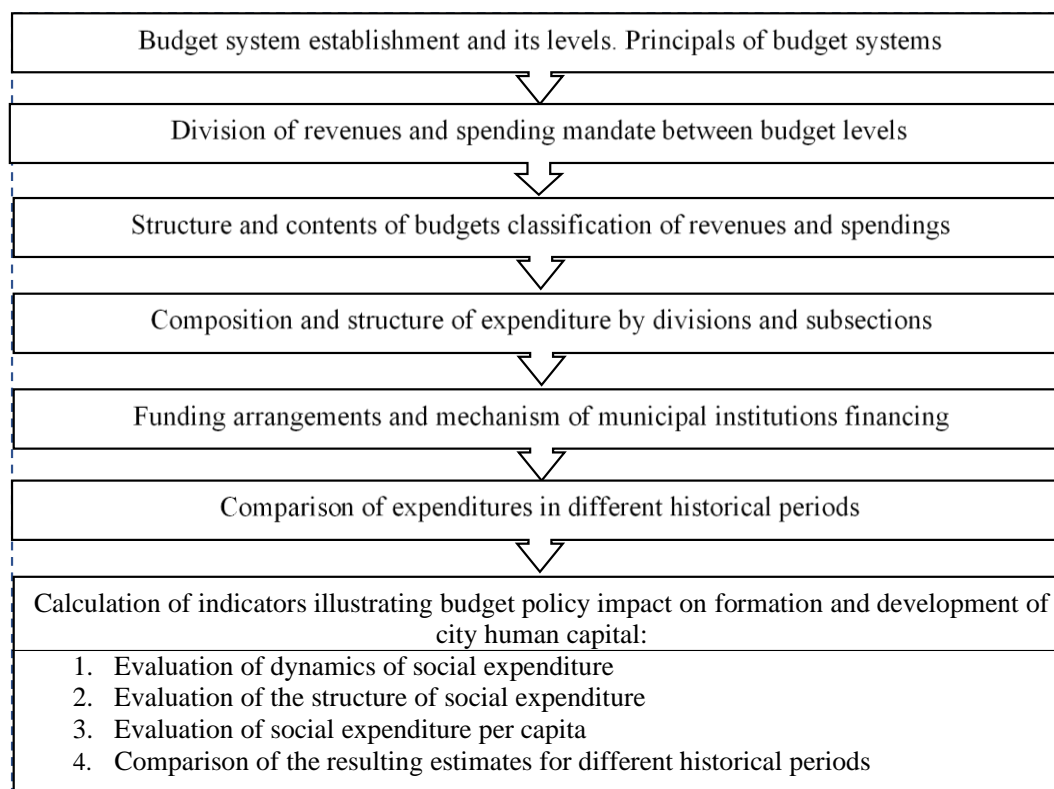 Budget system establishment and its levels. Principals of budget systems
Division of revenues and spending mandate between budget levels
Structure and contents of budgets classification of revenues and spendings
Composition and structure of expenditure by divisions and subsections
Funding arrangements and mechanism of municipal institutions financing
Comparison of expenditures in different historical periods
Calculation of indicators illustrating budget policy impact on formation and development of
city human capital:
1. Evaluation of dynamics of social expenditure
2. Evaluation of the structure of social expenditure
3. Evaluation of social expenditure per capita
4. Comparison of the resulting estimates for different historical periods